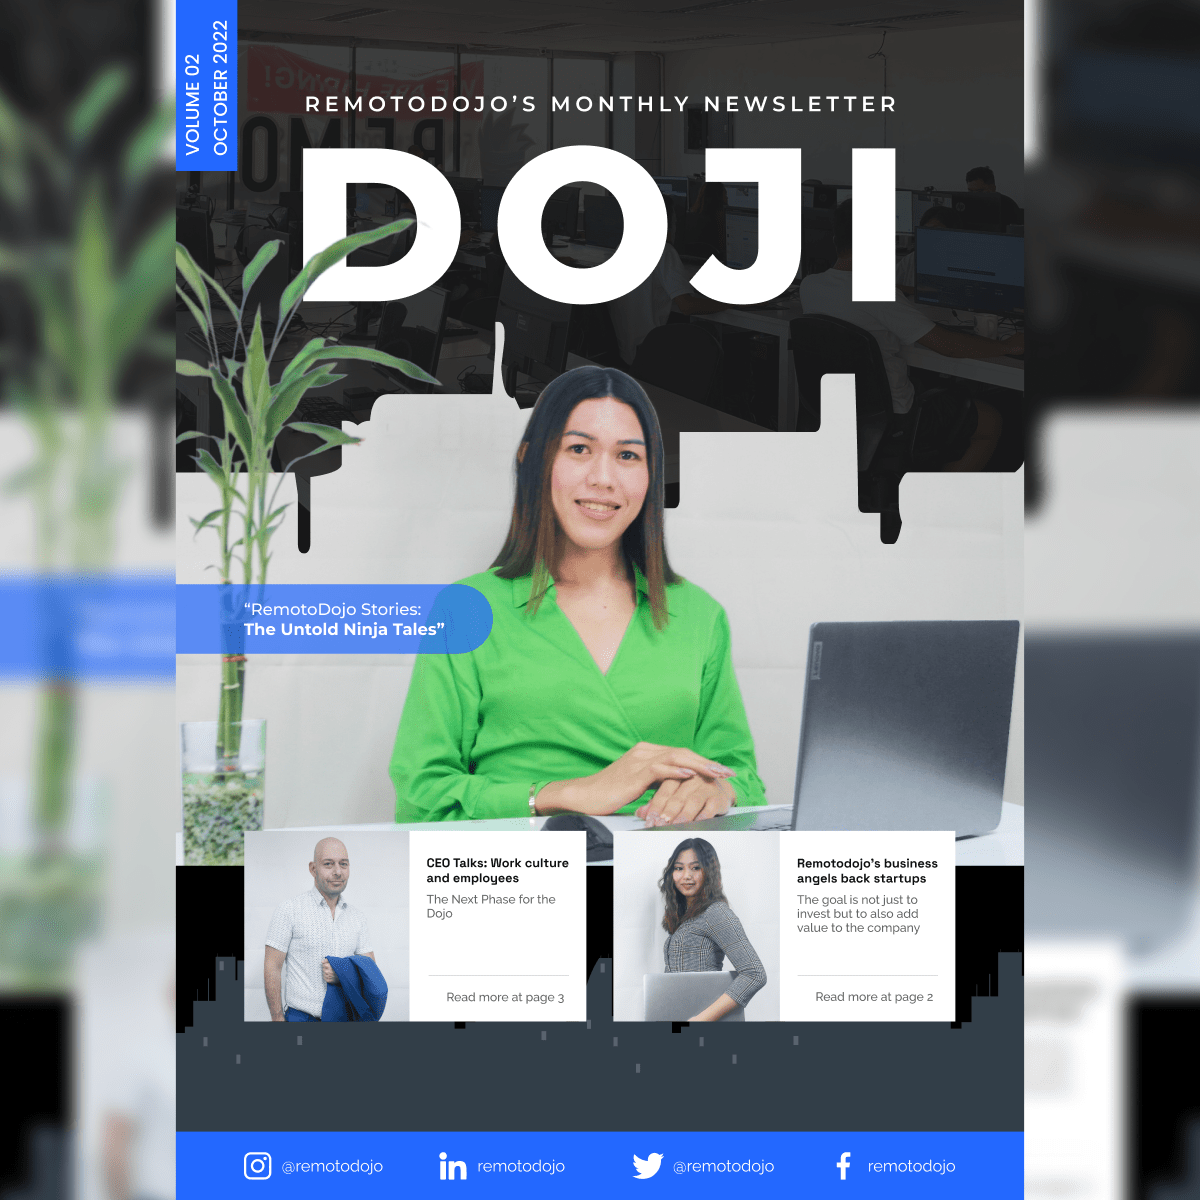 VOLUME 02
OCTOBER 2022
REMOTODOJO’S MONTHLY NEWSLETTER
DOJI
“RemotoDojo Stories:
The Untold Ninja Tales”
CEO Talks: Work culture
and employees
The Next Phase for the
Dojo
Read more at page 3
Remotodojo's business
angels back startups
The goal is not just to
invest but to also add
value to the company
Read more at page 2
@remotodojo
remotodojo
@remotodojo
remotodojo